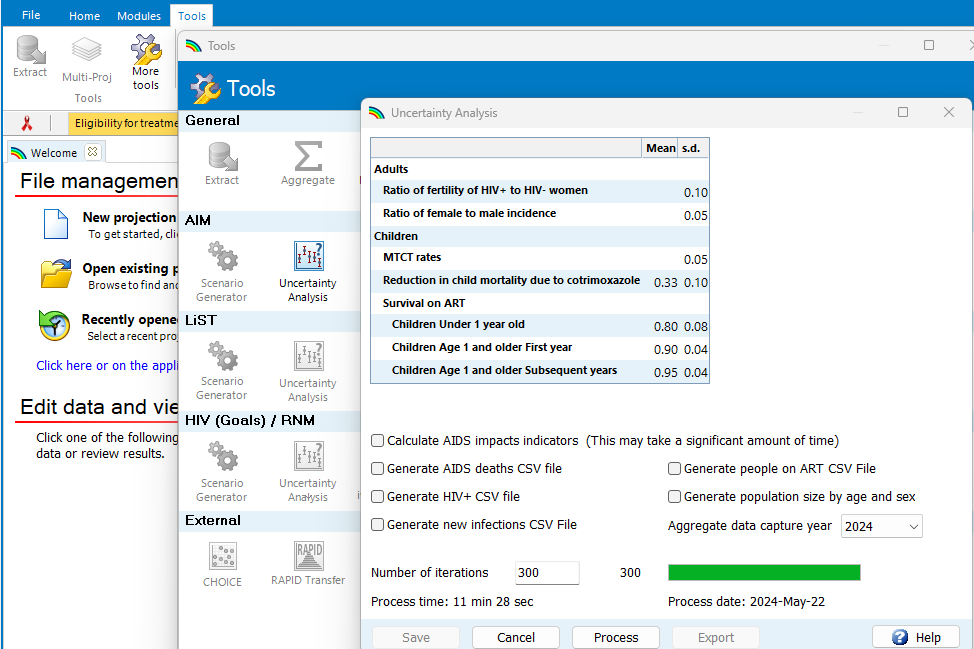 File Home Modules Tools
Extract Multi-Proj More tools
Tools
Eligibility for treatme
Welcome
File managemen
New projection
To get started, clic
Open existing p
Browse to find and
Recently opene
Select a recent pro
Click here or on the appli
Edit data and vie
Click one of the following
data or review results.
Tools
Tools
General
Extract Aggregate
AIM
Scenario Generator Uncertainty Analysis
LiST
Scenario Generator Uncertainty Analysis
HIV (Goals) / RNM
Scenario Generator Uncertainty Analysis
External
CHOICE RAPID Transfer
RAPID
Uncertainty Analysis
Mean s.d.
Adults
Ratio of fertility of HIV+ to HIV- women 0.10
Ratio of female to male incidence 0.05
Children
MTCT rates 0.05
Reduction in child mortality due to cotrimoxazole 0.33 0.10
Survival on ART
Children Under 1 year old 0.80 0.08
Children Age 1 and older First year 0.90 0.04
Children Age 1 and older Subsequent years 0.95 0.04
Calculate AIDS impacts indicators (This may take a significant amount of time)
Generate AIDS deaths CSV file Generate people on ART CSV File
Generate HIV+ CSV file Generate population size by age and sex
Generate new infections CSV File Aggregate data capture year 2024
Number of iterations 300 300
Process time: 11 min 28 sec Process date: 2024-May-22
Save Cancel Process Export Help